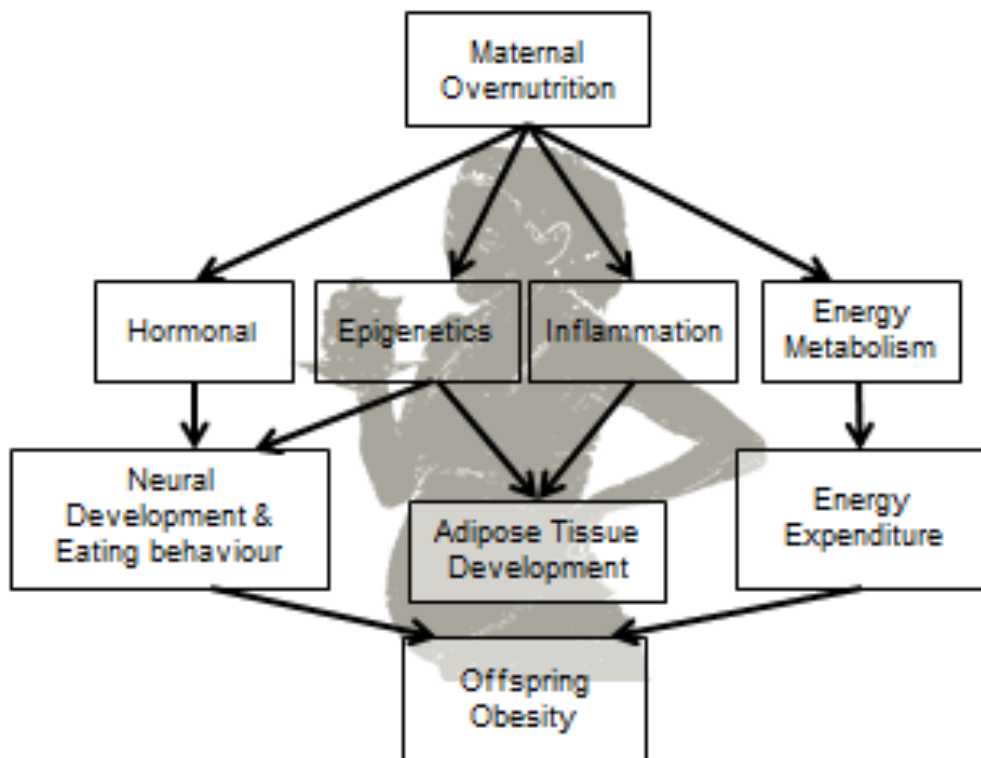 Maternal
Overnutrition
Hormonal
Epigenetics
Inflammation
Energy
Metabolism
Neural
Development &
Eating behaviour
Adipose Tissue
Development
Energy
Expenditure
Offspring
Obesity